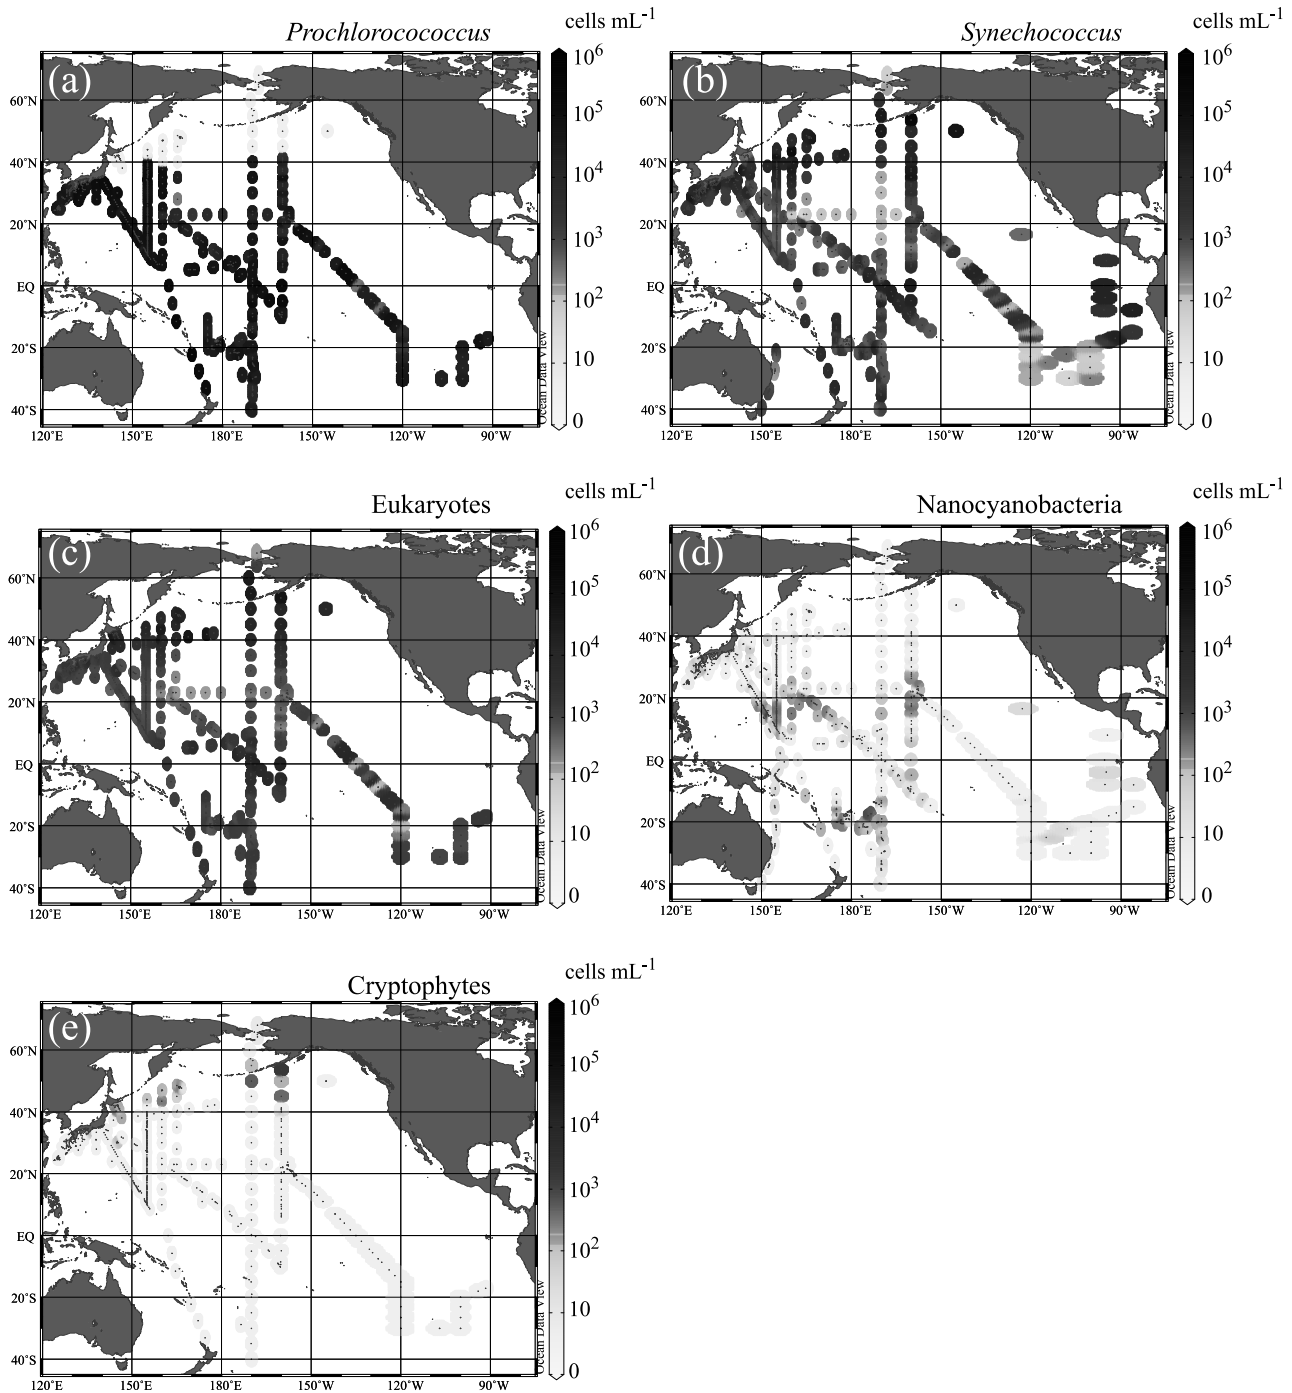 cells mL-1
Prochlorocococcus
(a)
60°N
40°N
20°N
EQ
20°S
40°S
120°E 150°E 180°E 150°W 120°W 90°W
Ocean Data View
10^6
10^5
10^4
10^3
10^2
10
0
cells mL-1
Synechococcus
(b)
60°N
40°N
20°N
EQ
20°S
40°S
120°E 150°E 180°E 150°W 120°W 90°W
Ocean Data View
10^6
10^5
10^4
10^3
10^2
10
0
cells mL-1
Eukaryotes
(c)
60°N
40°N
20°N
EQ
20°S
40°S
120°E 150°E 180°E 150°W 120°W 90°W
Ocean Data View
10^6
10^5
10^4
10^3
10^2
10
0
cells mL-1
Nanocyanobacteria
(d)
60°N
40°N
20°N
EQ
20°S
40°S
120°E 150°E 180°E 150°W 120°W 90°W
Ocean Data View
10^6
10^5
10^4
10^3
10^2
10
0
cells mL-1
Cryptophytes
(e)
60°N
40°N
20°N
EQ
20°S
40°S
120°E 150°E 180°E 150°W 120°W 90°W
Ocean Data View
10^6
10^5
10^4
10^3
10^2
10
0